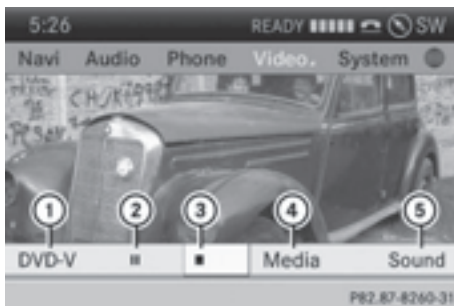 5:26 READY SW
Navi Audio Phone Video. System
1 2 3 4 5
DVD-V Media Sound
P82.87-8260-31